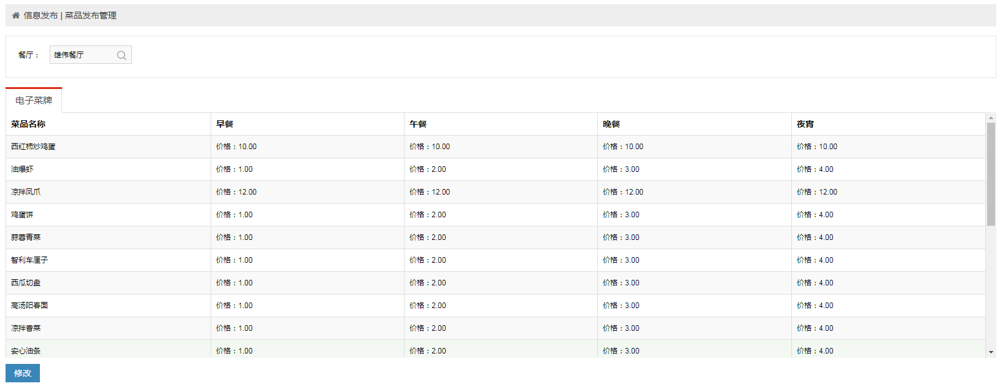 信息发布 | 菜品发布管理
餐厅： 雄伟餐厅
电子菜牌
菜品名称 早餐 午餐 晚餐 夜宵
西红柿炒鸡蛋 价格：10.00 价格：10.00 价格：10.00 价格：10.00
油爆虾 价格：1.00 价格：2.00 价格：3.00 价格：4.00
凉拌凤爪 价格：12.00 价格：12.00 价格：12.00 价格：12.00
鸡蛋饼 价格：1.00 价格：2.00 价格：3.00 价格：4.00
蒜蓉青菜 价格：1.00 价格：2.00 价格：3.00 价格：4.00
智利车厘子 价格：1.00 价格：2.00 价格：3.00 价格：4.00
西瓜切盘 价格：1.00 价格：2.00 价格：3.00 价格：4.00
高汤阳春面 价格：1.00 价格：2.00 价格：3.00 价格：4.00
凉拌香菜 价格：1.00 价格：2.00 价格：3.00 价格：4.00
安心油条 价格：1.00 价格：2.00 价格：3.00 价格：4.00
修改